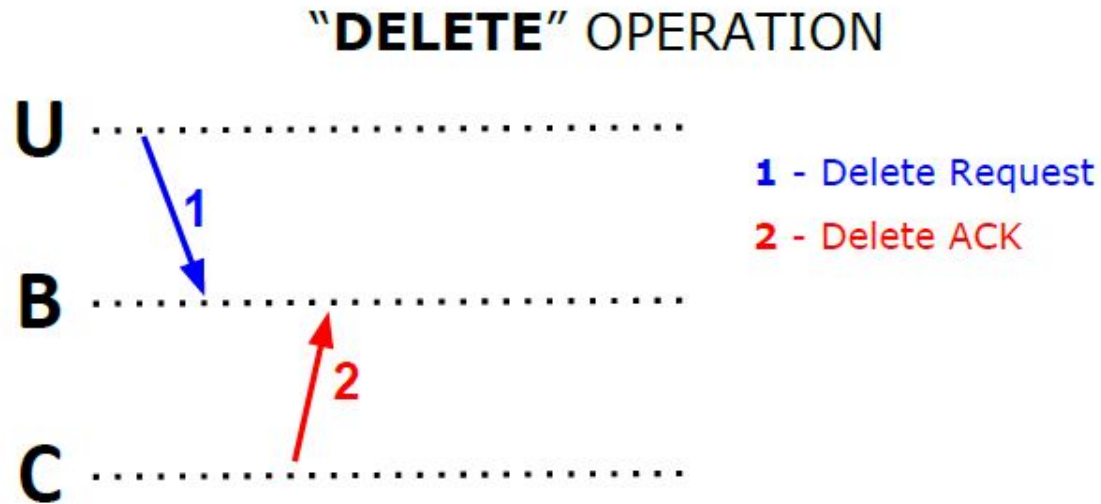 “DELETE” OPERATION
U
1 - Delete Request
1
2 - Delete ACK
B
2
C